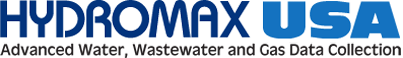 HYDROMAX USA
Advanced Water, Wastewater and Gas Data Collection